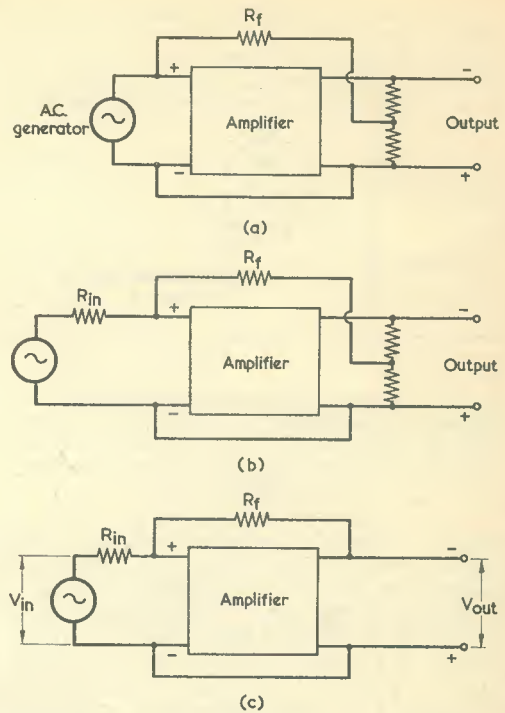 Rf
+
-
A.C.
generator
Amplifier
Output
-
+
(a)
Rf
Rin
+
-
Amplifier
Output
-
+
(b)
Rf
Rin
+
-
Vin
Amplifier
Vout
-
+
(c)